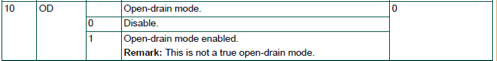 10 OD Open-drain mode. 0
0 Disable.
1 Open-drain mode enabled.
Remark: This is not a true open-drain mode.